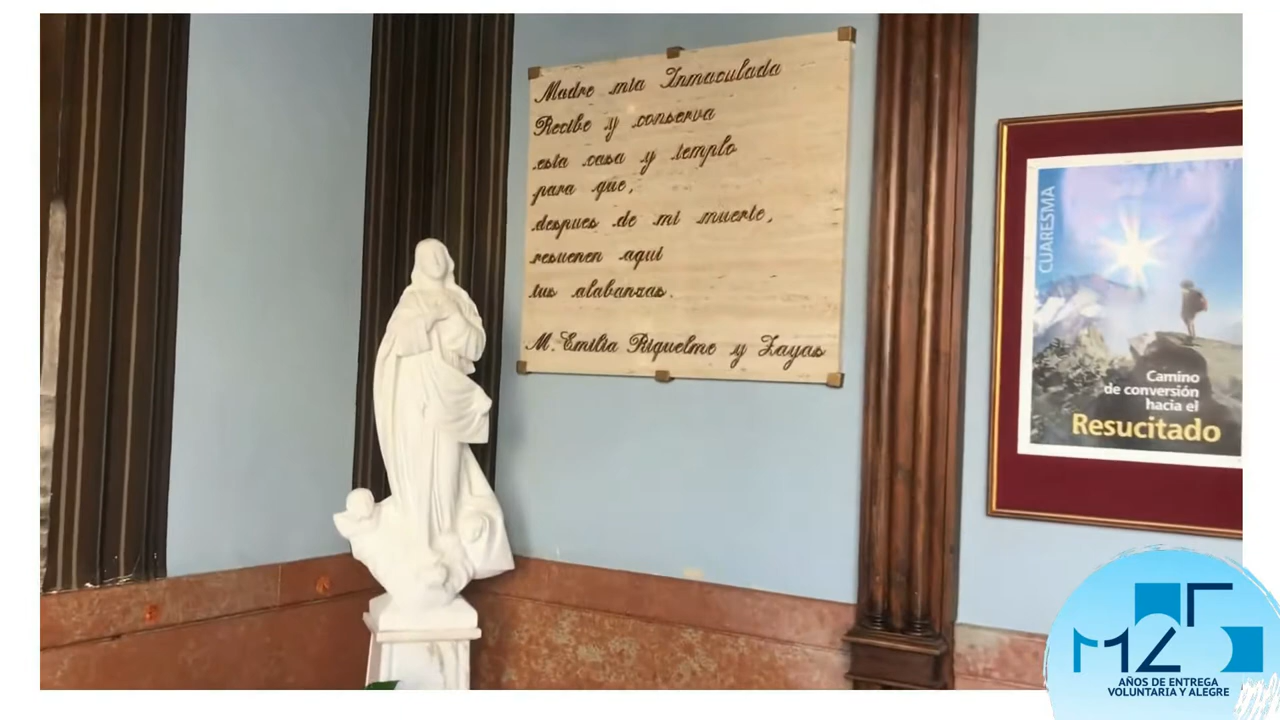 Madre mia Inmaculada
Recibe y conserva
esta casa y templo
para que,
despues de mi muerte,
resuenen aqui
tus alabanzas.
M. Emilia Riquelme y Zayas
CUARESMA
Camino
de conversión
hacia el
Resucitado
125
AÑOS DE ENTREGA
VOLUNTARIA Y ALEGRE